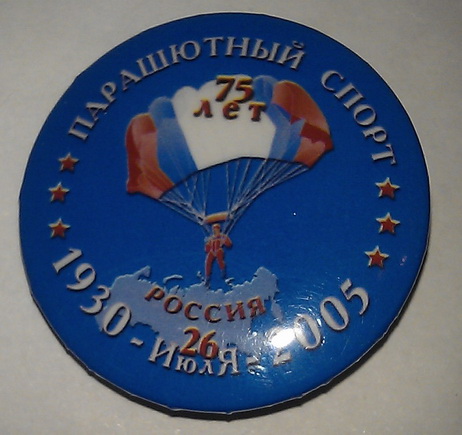 ПАРАШЮТНЫЙ СПОРТ
75
лет
РОССИЯ
26
1930 - Июля - 2005